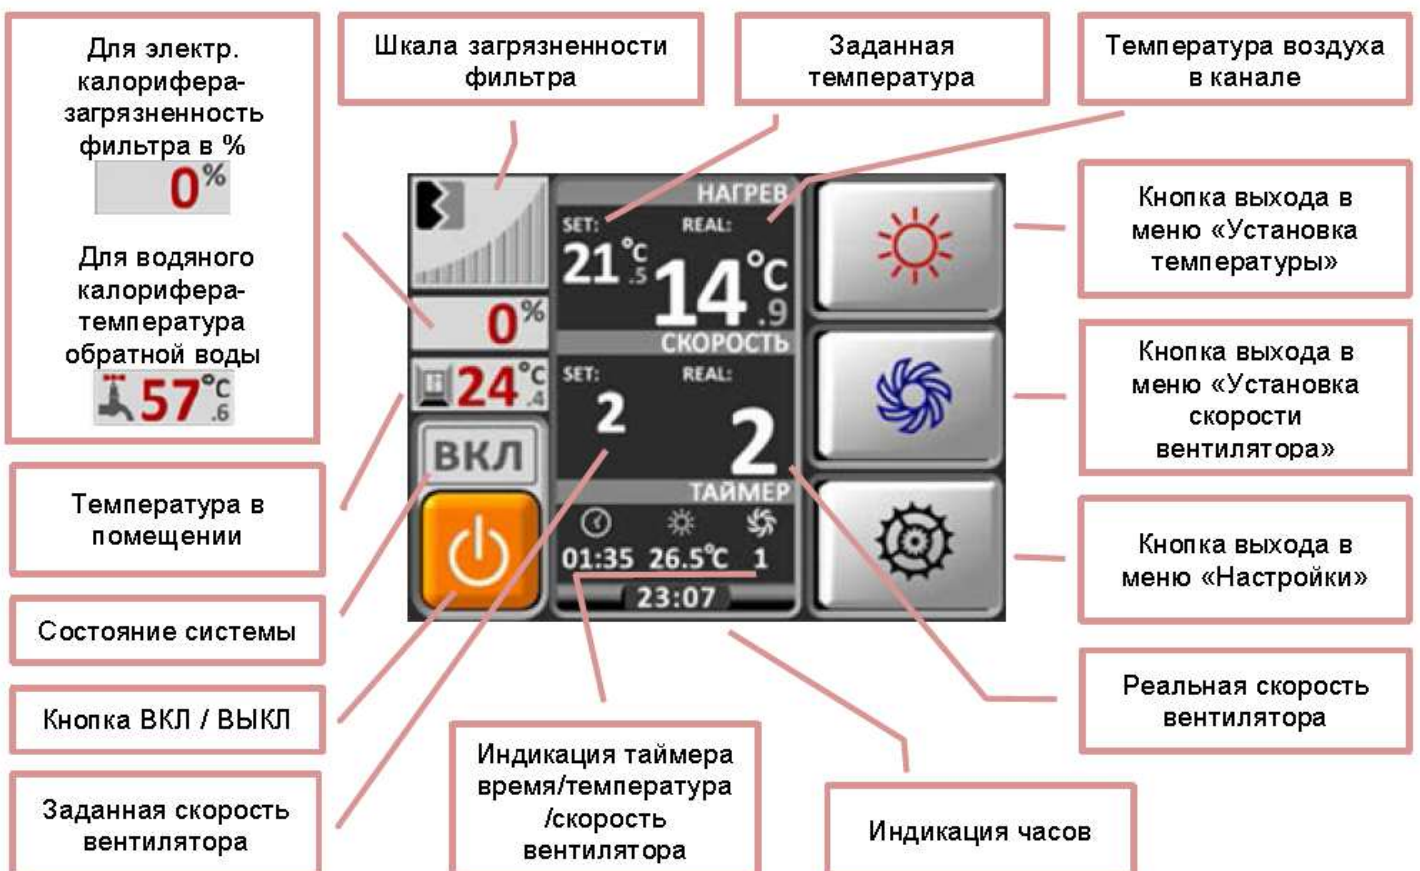 Для электр.
калорифера-
загрязненность
фильтра в %
0%
Для водяного
калорифера-
температура
обратной воды
57°C
.6
Шкала загрязненности
фильтра
Заданная
температура
Температура воздуха
в канале
НАГРЕВ
SET:
REAL:
21°C
.5
14°C
.9
0%
СКОРОСТЬ
24°C
.4
SET:
REAL:
2
2
ВКЛ
ТАЙМЕР
01:35 26.5°C 1
23:07
Кнопка выхода в
меню «Установка
температуры»
Кнопка выхода в
меню «Установка
скорости
вентилятора»
Кнопка выхода в
меню «Настройки»
Реальная скорость
вентилятора
Температура в
помещении
Состояние системы
Кнопка ВКЛ / ВЫКЛ
Заданная скорость
вентилятора
Индикация таймера
время/температура
/скорость
вентилятора
Индикация часов